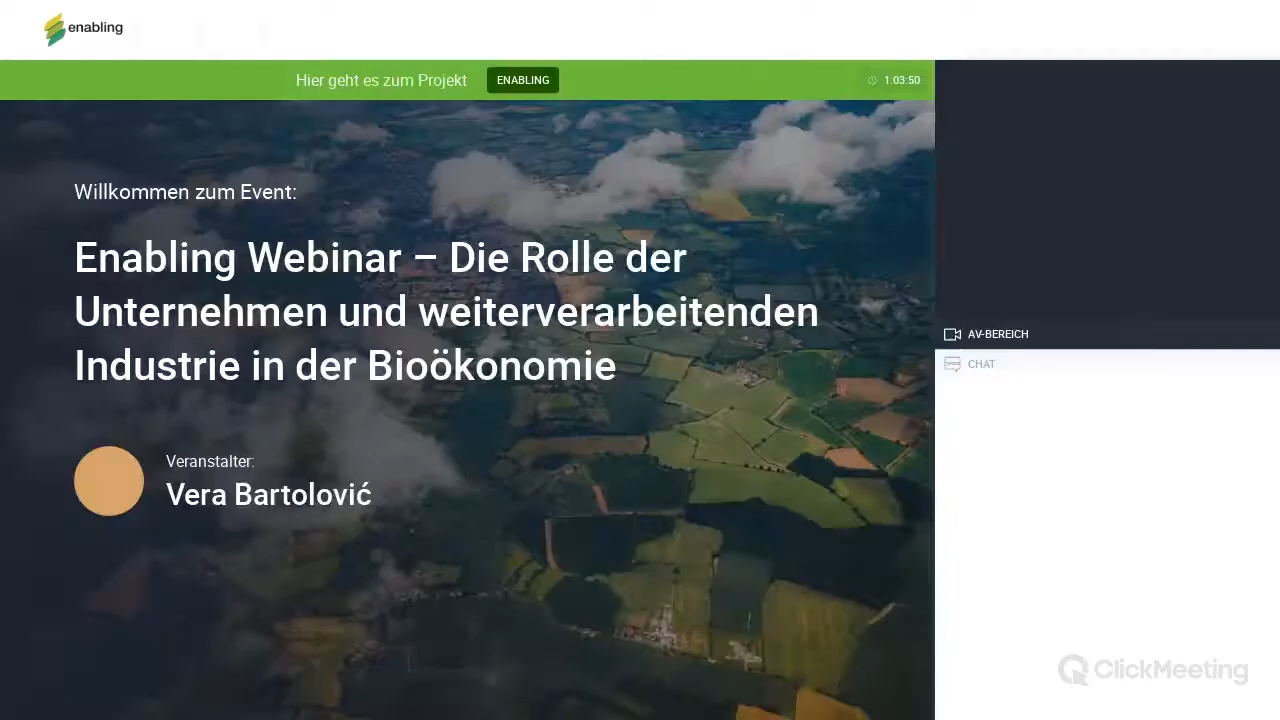 enabling
Hier geht es zum Projekt
ENABLING
1:03:50
Willkommen zum Event:
Enabling Webinar – Die Rolle der
Unternehmen und weiterverarbeitenden
Industrie in der Bioökonomie
Veranstalter:
Vera Bartolović
AV-BEREICH
CHAT
ClickMeeting